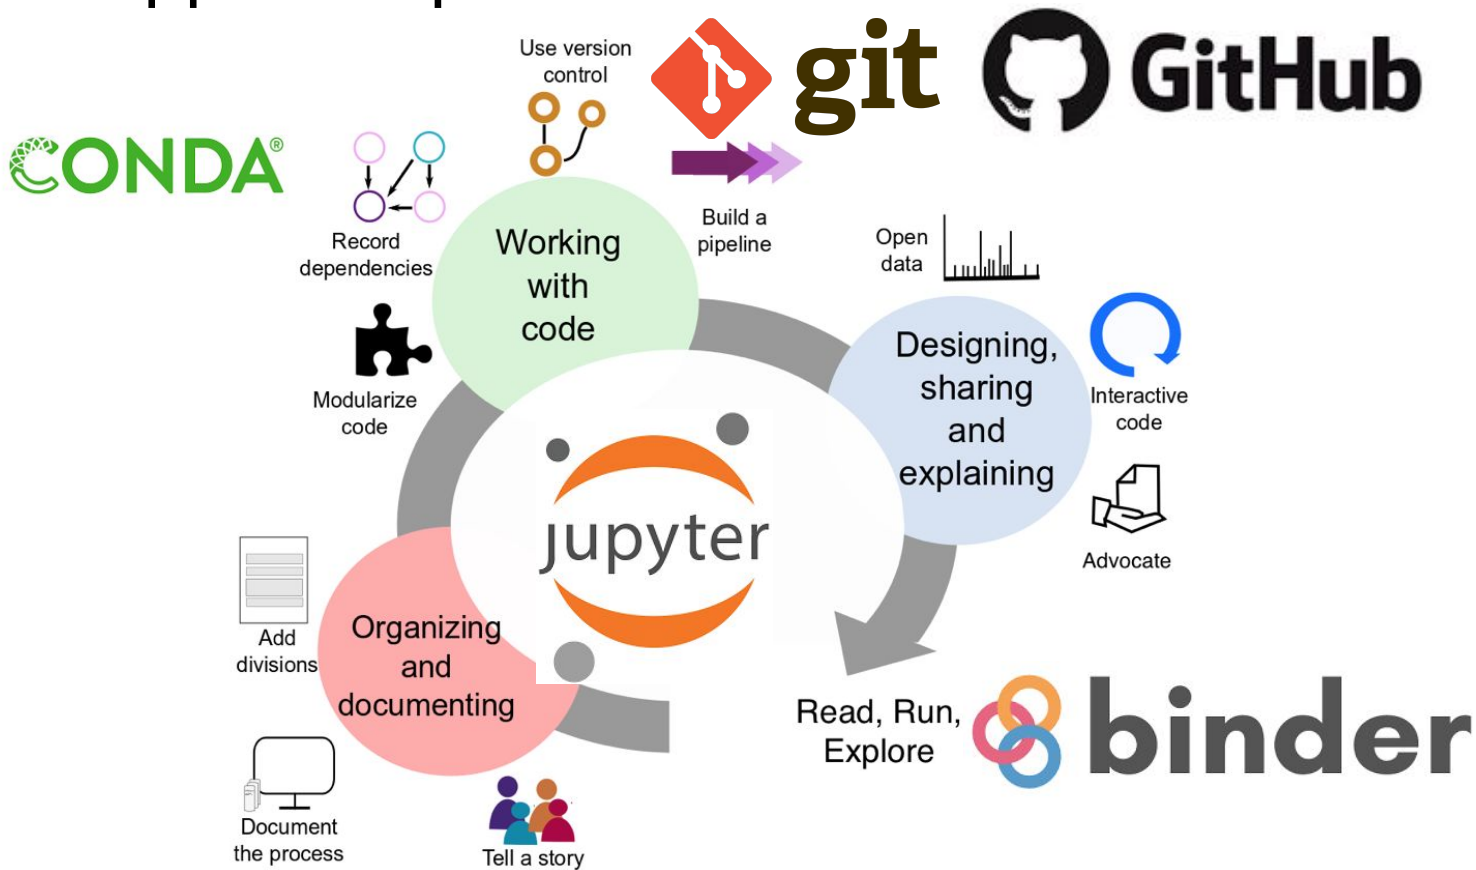 Use version
control
git
GitHub
CONDA®
Record
dependencies
Build a
pipeline
Working
with
code
Open
data
Modularize
code
Designing,
sharing
and
explaining
Interactive
code
Advocate
jupyter
Add
divisions
Organizing
and
documenting
Read, Run,
Explore
binder
Document
the process
Tell a story